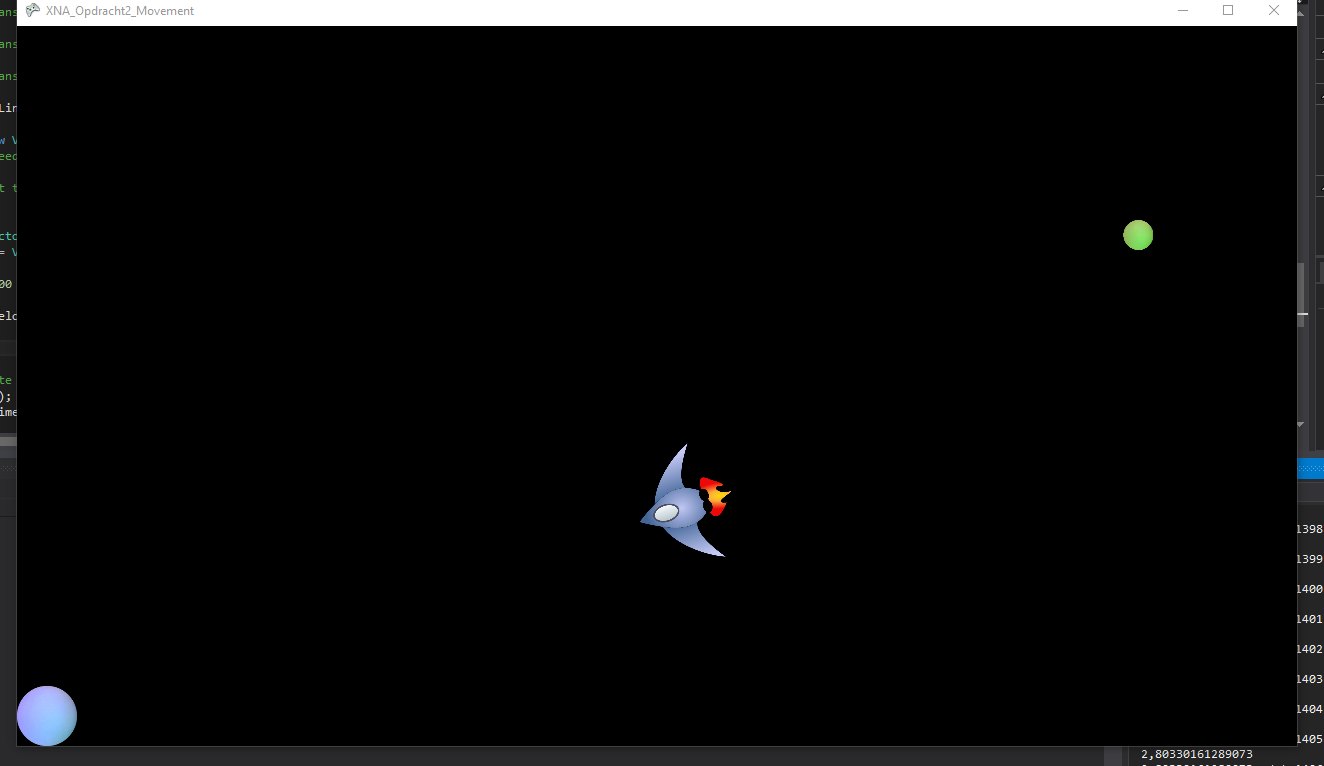 XNA_Opdracht2_Movement
ans
ans
ans
Lin
w V
eed
t t
cto
= V
00
elo
te
);
ime
1398
1399
1400
1401
1402
1403
1404
1405
2,80330161289073